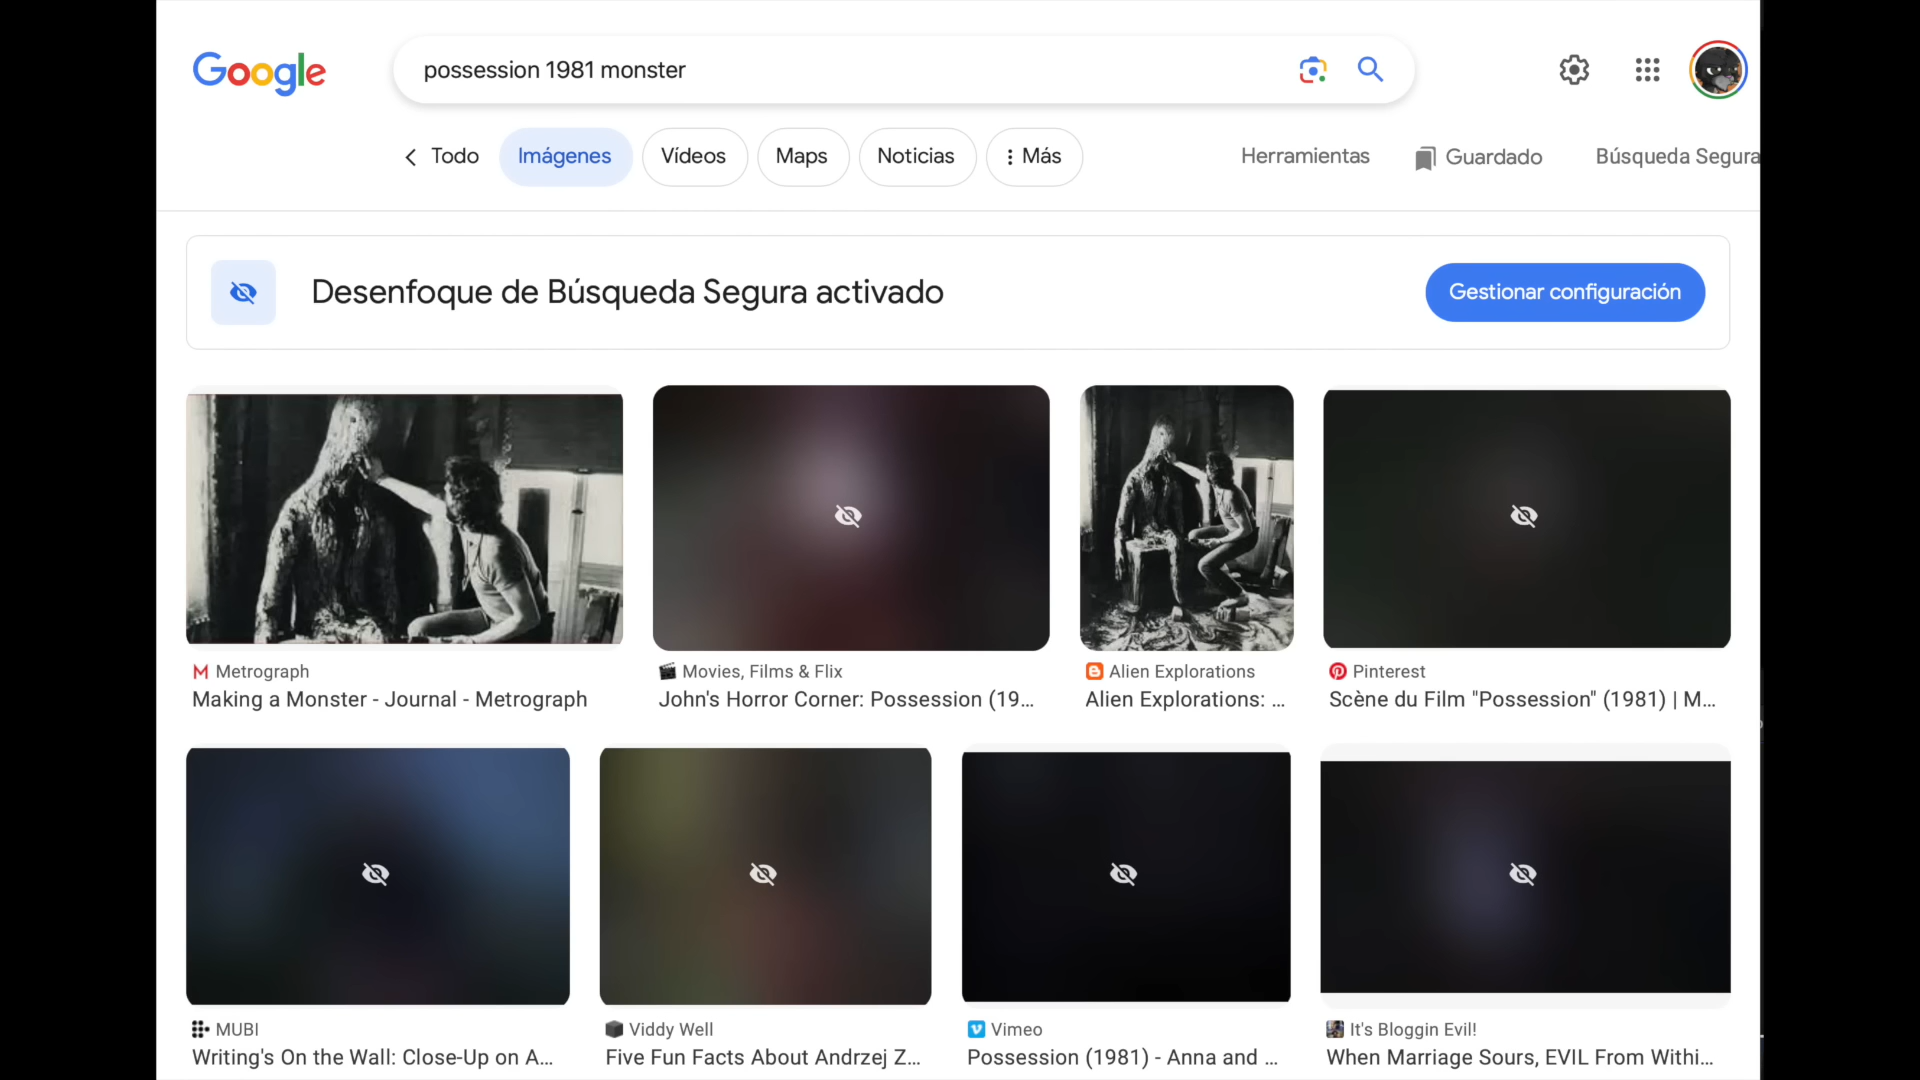 Google
possession 1981 monster
Todo
Imágenes
Vídeos
Maps
Noticias
Más
Herramientas
Guardado
Búsqueda Segura
Desenfoque de Búsqueda Segura activado
Gestionar configuración
Metrograph
Making a Monster - Journal - Metrograph
Movies, Films & Flix
John's Horror Corner: Possession (19...
Alien Explorations
Alien Explorations: ...
Pinterest
Scène du Film "Possession" (1981) | M...
MUBI
Writing's On the Wall: Close-Up on A...
Viddy Well
Five Fun Facts About Andrzej Z...
Vimeo
Possession (1981) - Anna and ...
It's Bloggin Evil!
When Marriage Sours, EVIL From Withi...